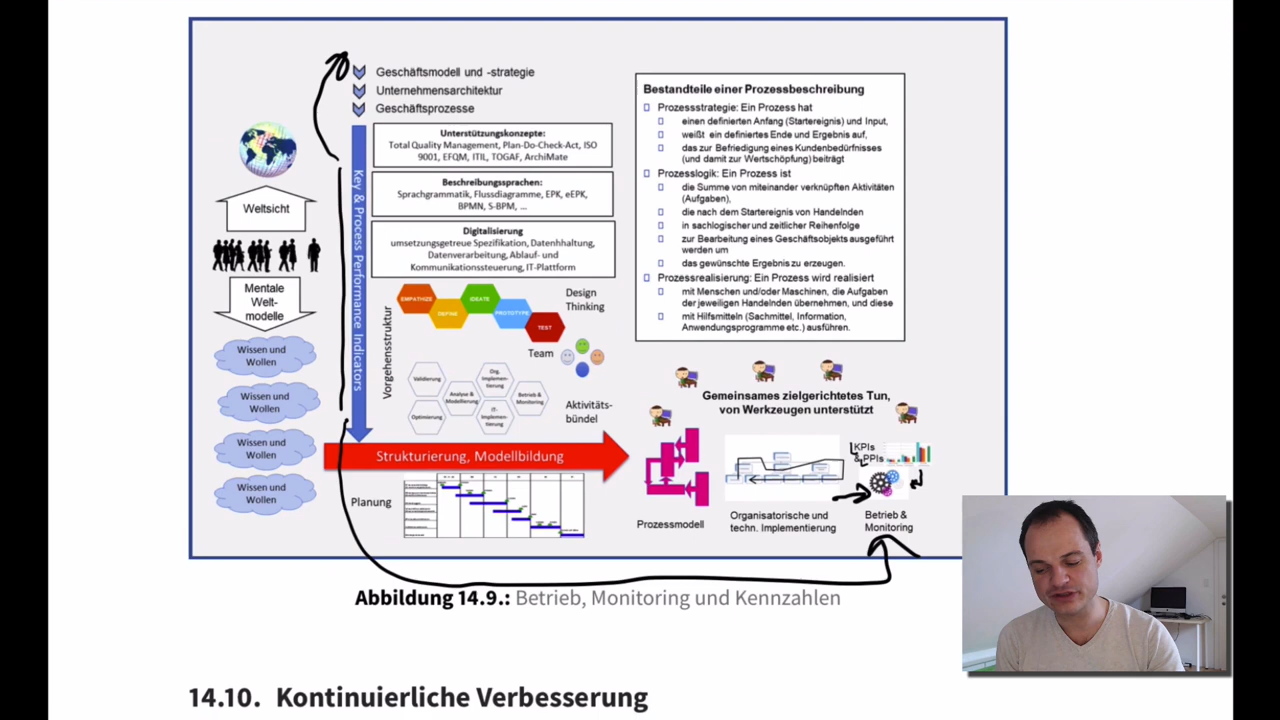 Geschäftsmodell und -strategie
Unternehmensarchitektur
Geschäftsprozesse
Unterstützungskonzepte:
Total Quality Management, Plan-Do-Check-Act, ISO
9001, EFQM, ITIL, TOGAF, ArchiMate
Beschreibungssprachen:
Sprachgrammatik, Flussdiagramme, EPK, eEPK,
BPMN, S-BPM, ...
Digitalisierung
umsetzungsgetreue Spezifikation, Datenhhaltung,
Datenverarbeitung, Ablauf- und
Kommunikationssteuerung, IT-Plattform
Key & Process Performance Indicators
Weltsicht
Mentale
Welt-
modelle
Wissen und
Wollen
Wissen und
Wollen
Wissen und
Wollen
Wissen und
Wollen
Vorgehensstruktur
EMPATHIZE
DEFINE
IDEATE
PROTOTYPE
TEST
Design
Thinking
Team
Validierung
Optimierung
Analyse &
Modellierung
Org.
Implemen-
tierung
IT-
Implemen-
tierung
Betrieb &
Monitoring
Aktivitäts-
bündel
Strukturierung, Modellbildung
Planung
Bestandteile einer Prozessbeschreibung
Prozessstrategie: Ein Prozess hat
einen definierten Anfang (Startereignis) und Input,
weißt ein definiertes Ende und Ergebnis auf,
das zur Befriedigung eines Kundenbedürfnisses
(und damit zur Wertschöpfung) beiträgt
Prozesslogik: Ein Prozess ist
die Summe von miteinander verknüpften Aktivitäten
(Aufgaben),
die nach dem Startereignis von Handelnden
in sachlogischer und zeitlicher Reihenfolge
zur Bearbeitung eines Geschäftsobjekts ausgeführt
werden um
das gewünschte Ergebnis zu erzeugen.
Prozessrealisierung: Ein Prozess wird realisiert
mit Menschen und/oder Maschinen, die Aufgaben
der jeweiligen Handelnden übernehmen, und diese
mit Hilfsmitteln (Sachmittel, Information,
Anwendungsprogramme etc.) ausführen.
Gemeinsames zielgerichtetes Tun,
von Werkzeugen unterstützt
KPIs
& PPIs
Prozessmodell
Organisatorische und
techn. Implementierung
Betrieb &
Monitoring
Abbildung 14.9.: Betrieb, Monitoring und Kennzahlen
14.10. Kontinuierliche Verbesserung